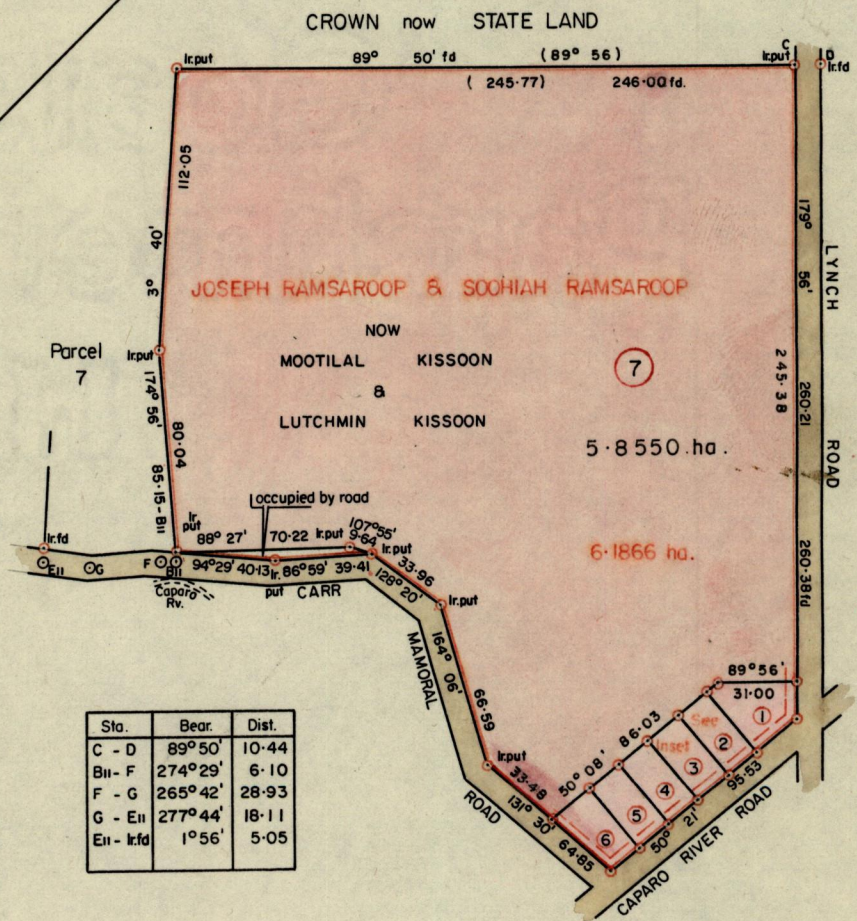 CROWN now STATE LAND
Ir.put
89° 50' fd (89° 56)
C
Ir.put
D
Ir.fd
(245·77) 246·00 fd.
112·05
3° 40'
179° 56'
LYNCH ROAD
JOSEPH RAMSAROOP & SOOHIAH RAMSAROOP
NOW
MOOTILAL KISSOON
&
LUTCHMIN KISSOON
7
5·8550 .ha.
6·1866 ha.
245·38
260·21
260·38fd
Parcel
7
Ir.put
174° 56'
80·04
85·15-B11
occupied by road
Ir.
put
88° 27' 70·22 Ir.put
107°55'
9·64
Ir.put
Ir.fd
E11
G
F
B11
94°29' 40·13 Ir.
put
86°59' 39·41
Caparo
Rv.
CARR
128° 20'
33·96
Ir.put
MAMORAL
ROAD
164° 06'
66·59
Ir.put
33·48
131° 30' 64·85
50° 08' 86·03
89°56'
31·00
See
Inset
1
2
3
4
5
6
50° 21' 95·53
CAPARO RIVER ROAD
Sta. Bear. Dist.
C - D 89°50' 10·44
B11- F 274°29' 6·10
F - G 265°42' 28·93
G - E11 277°44' 18·11
E11 - Ir.fd 1°56' 5·05